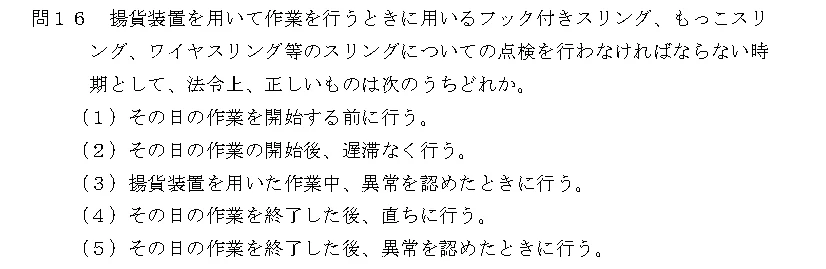 問１６　揚貨装置を用いて作業を行うときに用いるフック付きスリング、もっこスリ
ング、ワイヤスリング等のスリングについての点検を行わなければならない時
期として、法令上、正しいものは次のうちどれか。
（１）その日の作業を開始する前に行う。
（２）その日の作業の開始後、遅滞なく行う。
（３）揚貨装置を用いた作業中、異常を認めたときに行う。
（４）その日の作業を終了した後、直ちに行う。
（５）その日の作業を終了した後、異常を認めたときに行う。